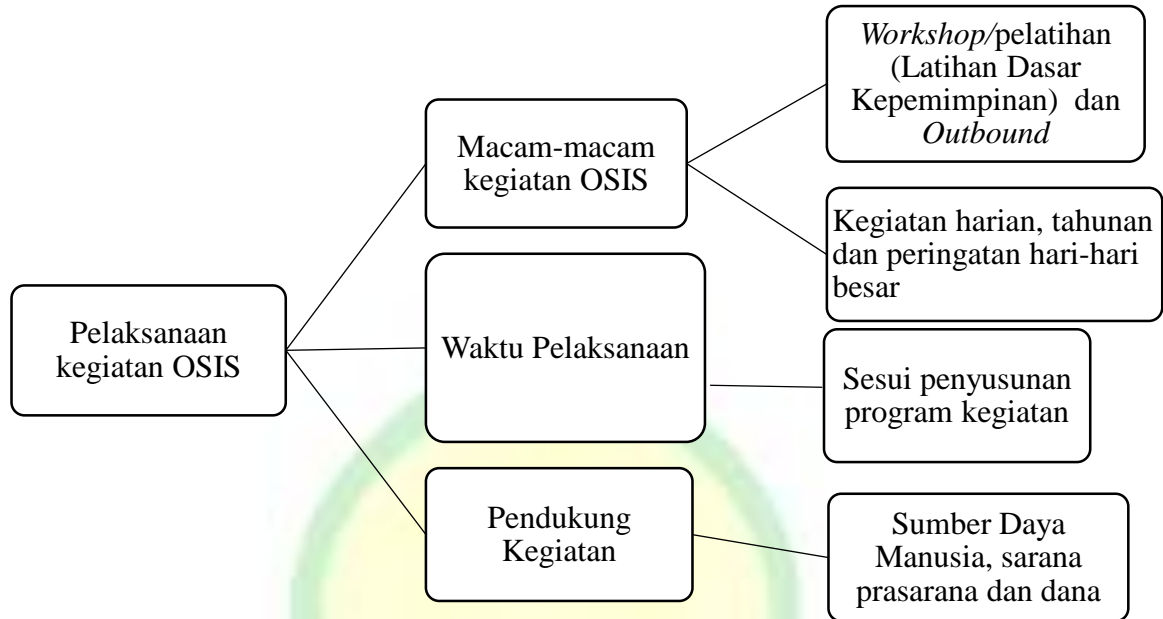 Pelaksanaan
kegiatan OSIS
Macam-macam
kegiatan OSIS
Workshop/pelatihan
(Latihan Dasar
Kepemimpinan) dan
Outbound
Kegiatan harian, tahunan
dan peringatan hari-hari
besar
Waktu Pelaksanaan
Sesui penyusunan
program kegiatan
Pendukung
Kegiatan
Sumber Daya
Manusia, sarana
prasarana dan dana